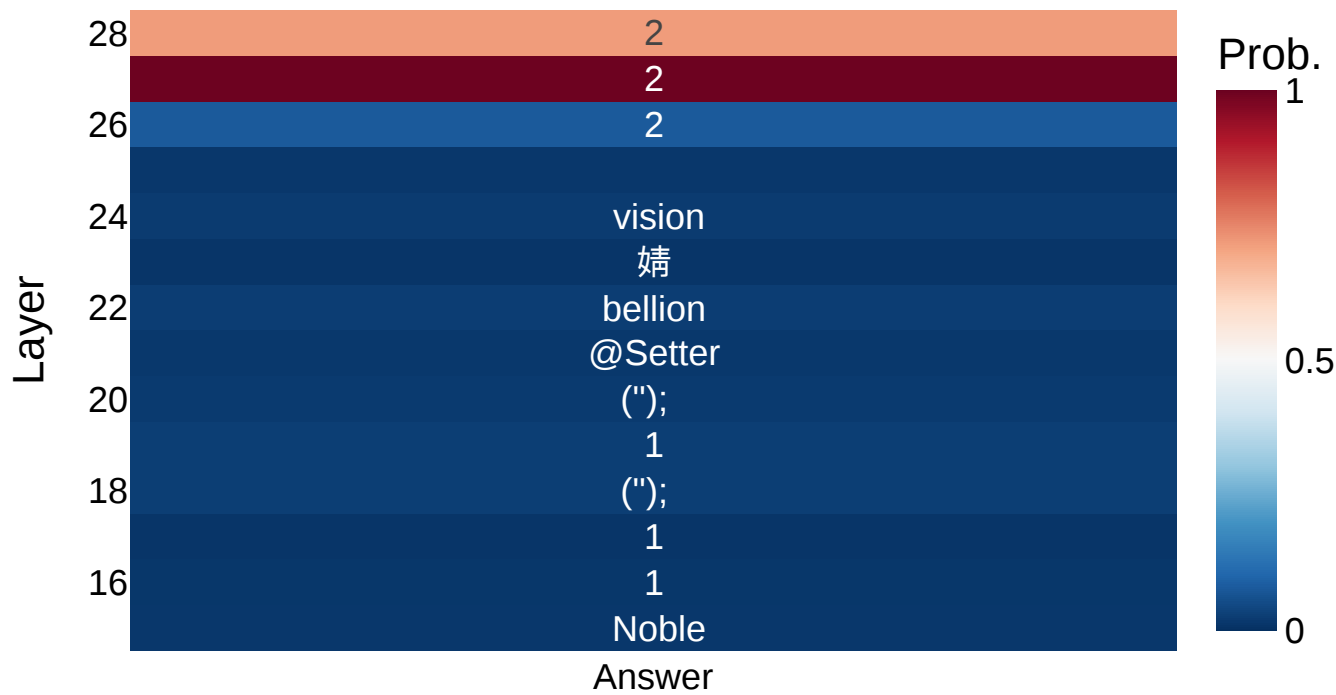 28
2
2
26
2
24
vision
婧
22
bellion
@Setter
20
(");
1
18
(");
1
16
1
Noble
Layer
Answer
Prob.
1
0.5
0